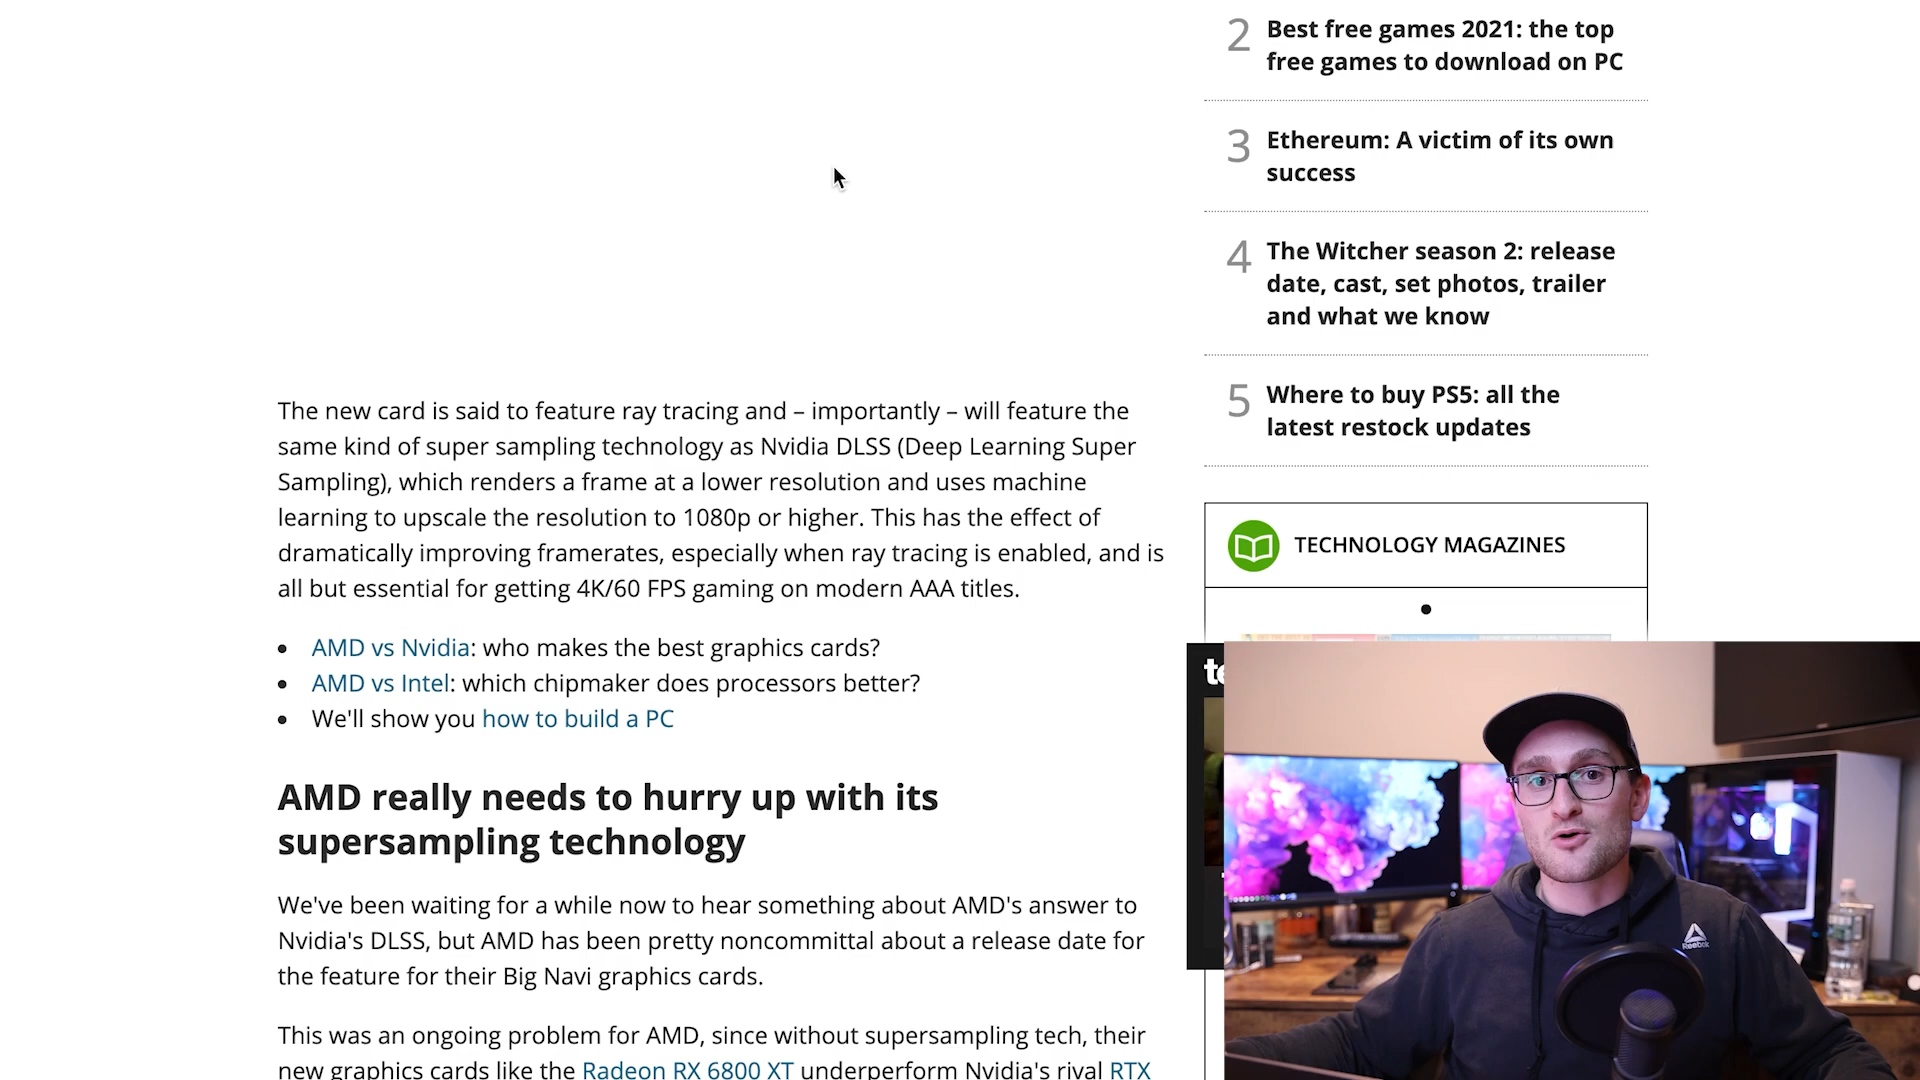 The new card is said to feature ray tracing and – importantly – will feature the
same kind of super sampling technology as Nvidia DLSS (Deep Learning Super
Sampling), which renders a frame at a lower resolution and uses machine
learning to upscale the resolution to 1080p or higher. This has the effect of
dramatically improving framerates, especially when ray tracing is enabled, and is
all but essential for getting 4K/60 FPS gaming on modern AAA titles.
AMD vs Nvidia: who makes the best graphics cards?
AMD vs Intel: which chipmaker does processors better?
We'll show you how to build a PC
AMD really needs to hurry up with its
supersampling technology
We've been waiting for a while now to hear something about AMD's answer to
Nvidia's DLSS, but AMD has been pretty noncommittal about a release date for
the feature for their Big Navi graphics cards.
This was an ongoing problem for AMD, since without supersampling tech, their
new graphics cards like the Radeon RX 6800 XT underperform Nvidia's rival RTX
2 Best free games 2021: the top
free games to download on PC
3 Ethereum: A victim of its own
success
4 The Witcher season 2: release
date, cast, set photos, trailer
and what we know
5 Where to buy PS5: all the
latest restock updates
TECHNOLOGY MAGAZINES
te
Reebok